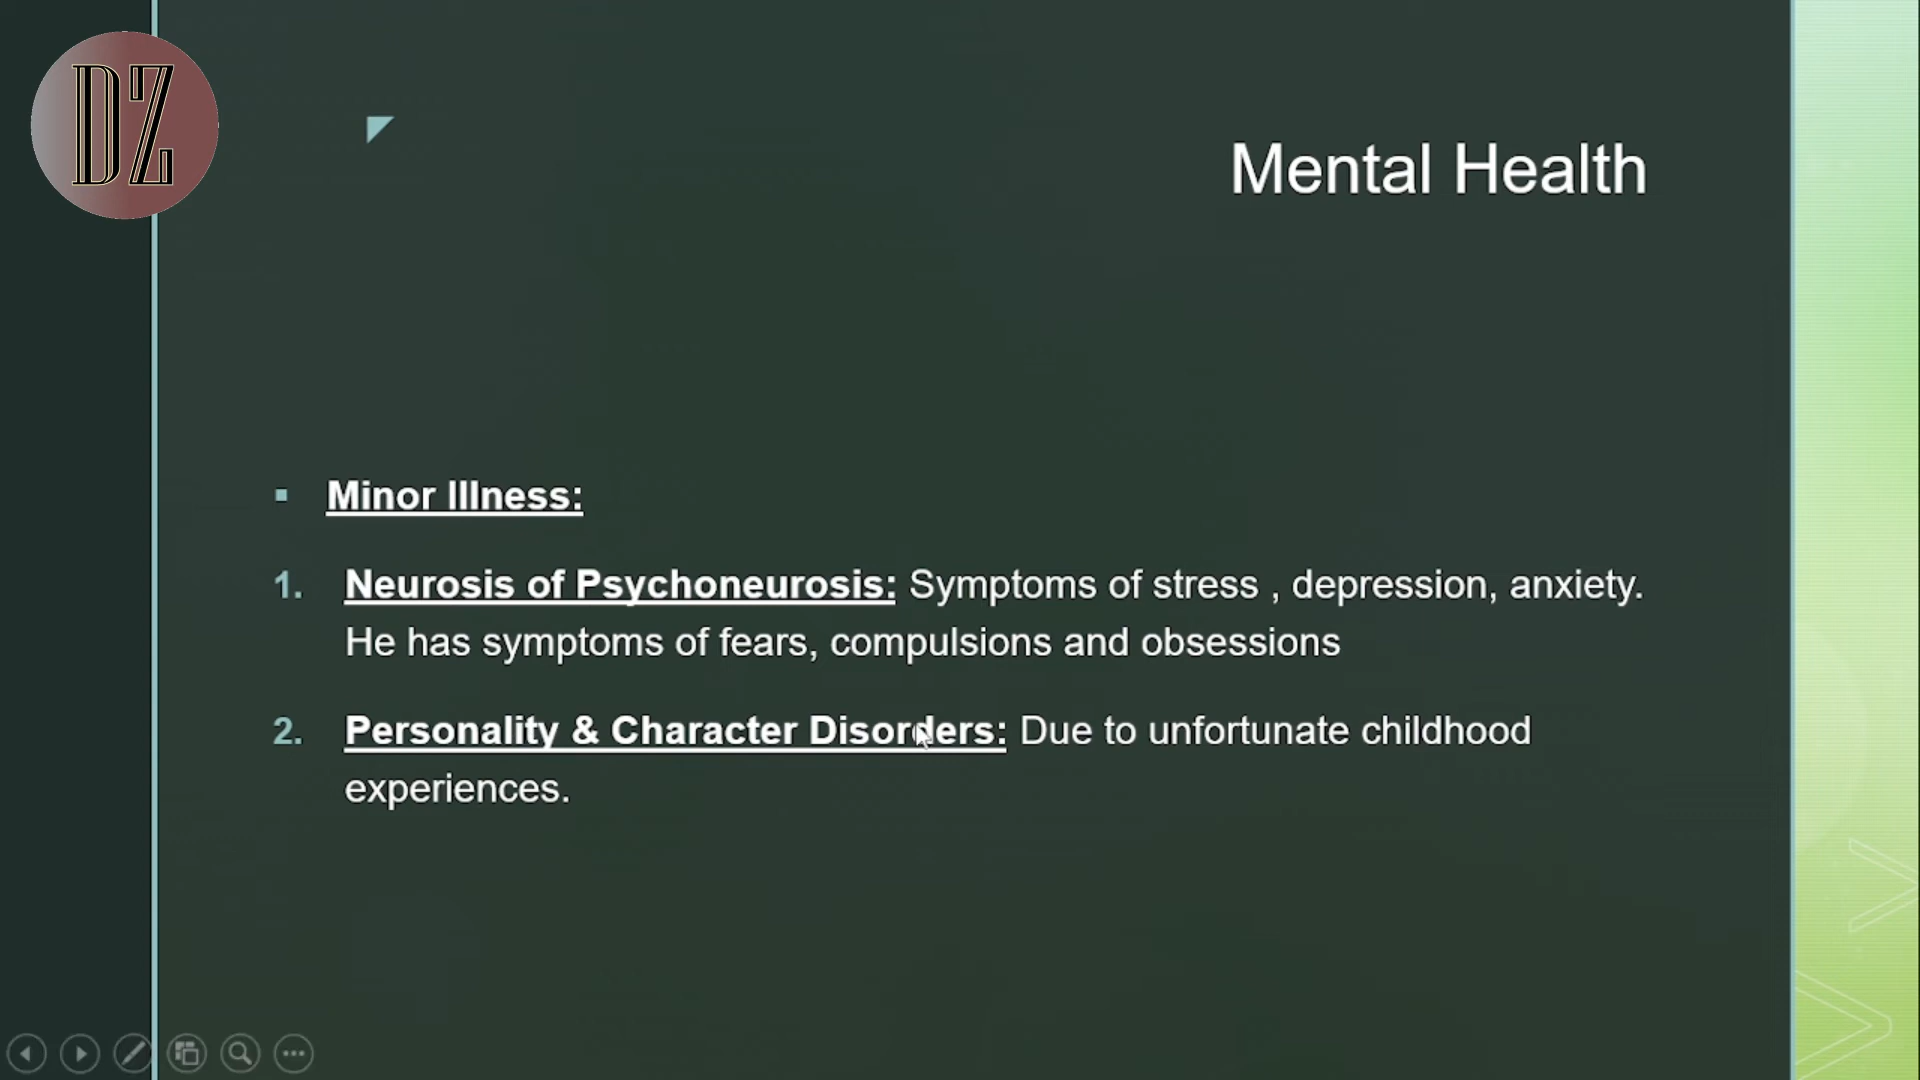 DZ
Mental Health
Minor Illness:
1. Neurosis of Psychoneurosis: Symptoms of stress , depression, anxiety.
He has symptoms of fears, compulsions and obsessions
2. Personality & Character Disorders: Due to unfortunate childhood
experiences.